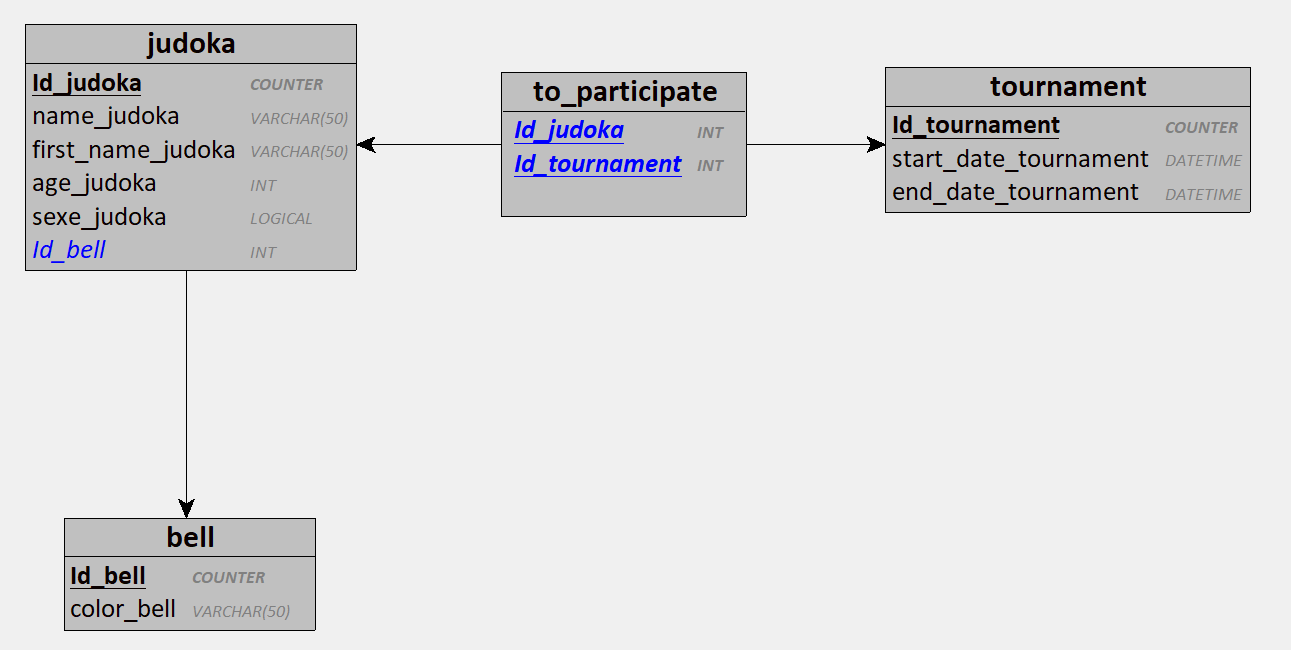 judoka
Id_judoka COUNTER
name_judoka VARCHAR(50)
first_name_judoka VARCHAR(50)
age_judoka INT
sexe_judoka LOGICAL
Id_bell INT
to_participate
Id_judoka INT
Id_tournament INT
tournament
Id_tournament COUNTER
start_date_tournament DATETIME
end_date_tournament DATETIME
bell
Id_bell COUNTER
color_bell VARCHAR(50)